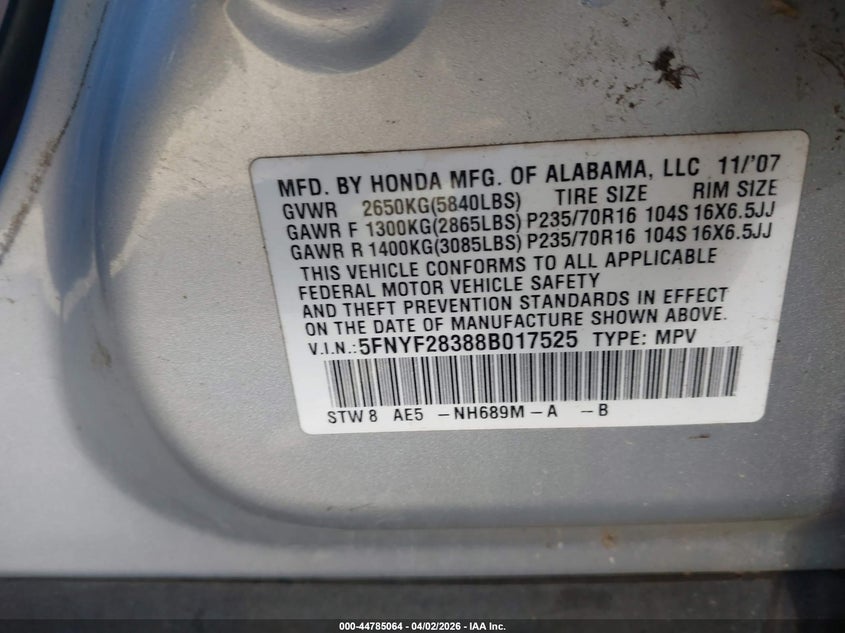 MFD. BY HONDA MFG. OF ALABAMA, LLC 11/'07
GVWR 2650KG(5840LBS) TIRE SIZE RIM SIZE
GAWR F 1300KG(2865LBS) P235/70R16 104S 16X6.5JJ
GAWR R 1400KG(3085LBS) P235/70R16 104S 16X6.5JJ
THIS VEHICLE CONFORMS TO ALL APPLICABLE
FEDERAL MOTOR VEHICLE SAFETY
AND THEFT PREVENTION STANDARDS IN EFFECT
ON THE DATE OF MANUFACTURE SHOWN ABOVE.
V.I.N.:5FNYF28388B017525 TYPE: MPV
STW 8 AE5 -NH689M-A -B
000-44785064 | 04/02/2026 - IAA Inc.